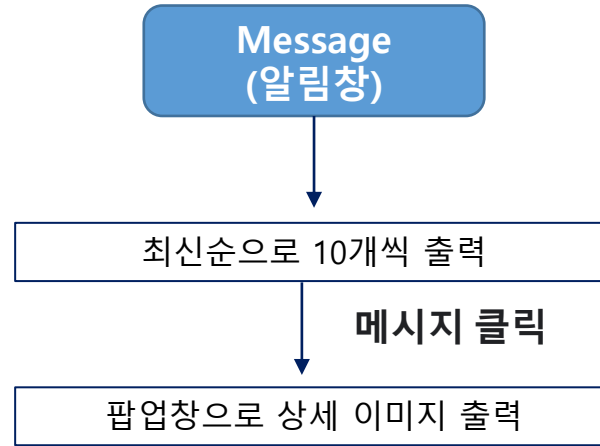 Message
(알림창)
최신순으로 10개씩 출력
메시지 클릭
팝업창으로 상세 이미지 출력